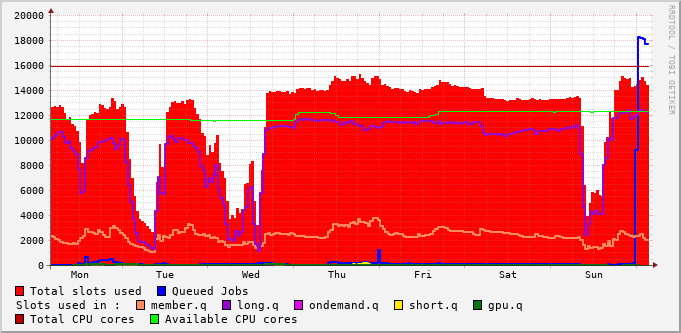 RRDTOOL / TOBI OETIKER
20000
18000
16000
14000
12000
10000
8000
6000
4000
2000
0
Mon Tue Wed Thu Fri Sat Sun
Total slots used Queued Jobs
Slots used in : member.q long.q ondemand.q short.q gpu.q
Total CPU cores Available CPU cores